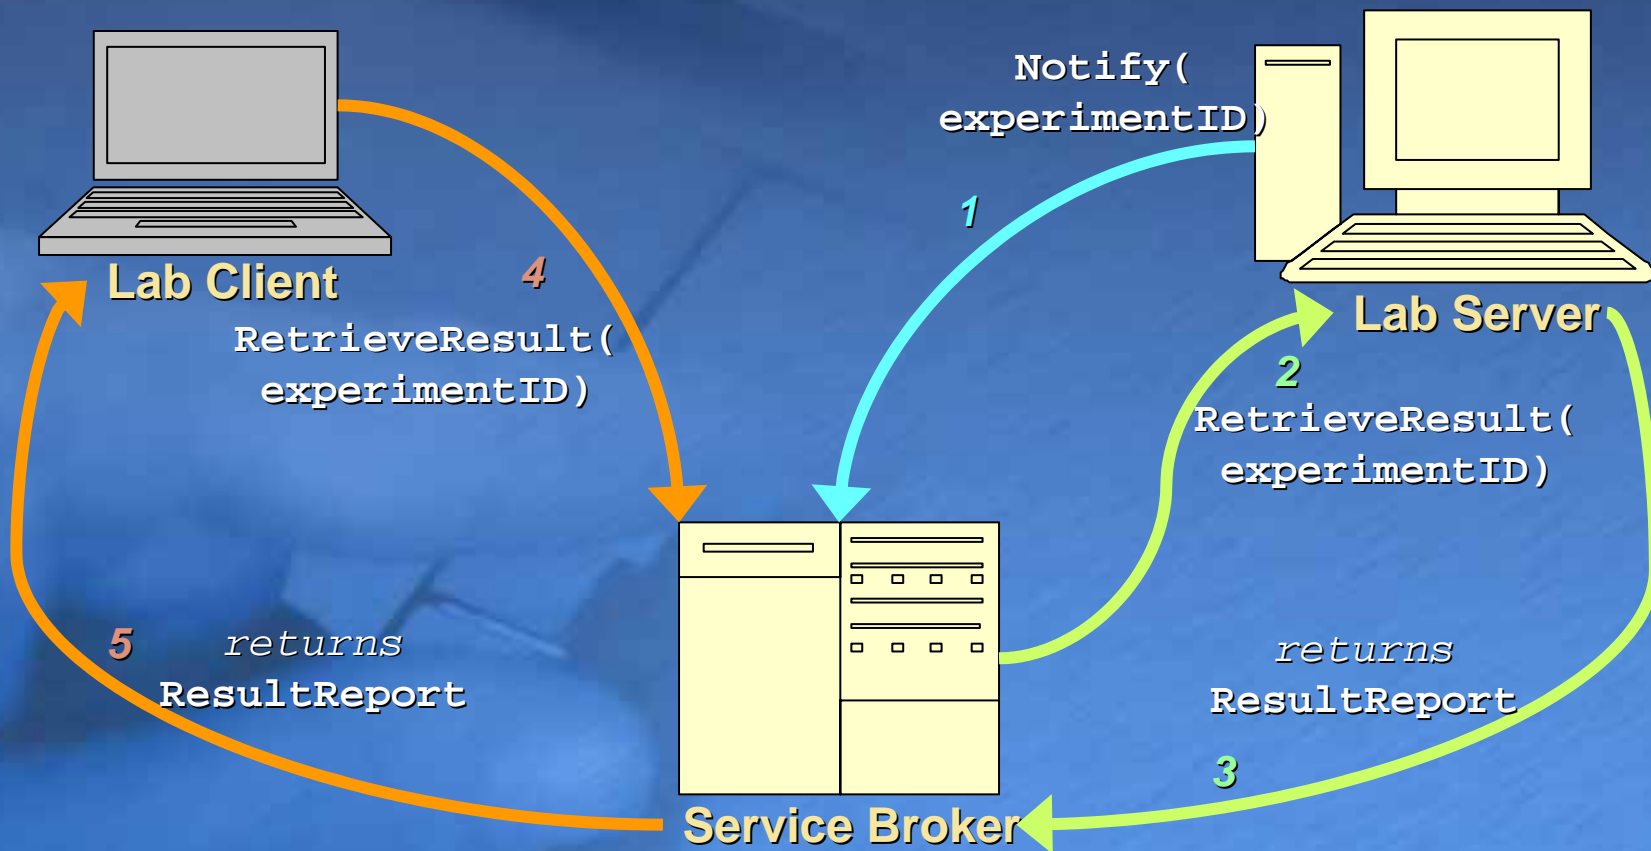 Notify(
experimentID)
1
Lab Client
4
RetrieveResult(
experimentID)
Lab Server
2
RetrieveResult(
experimentID)
5
returns
ResultReport
returns
ResultReport
3
Service Broker